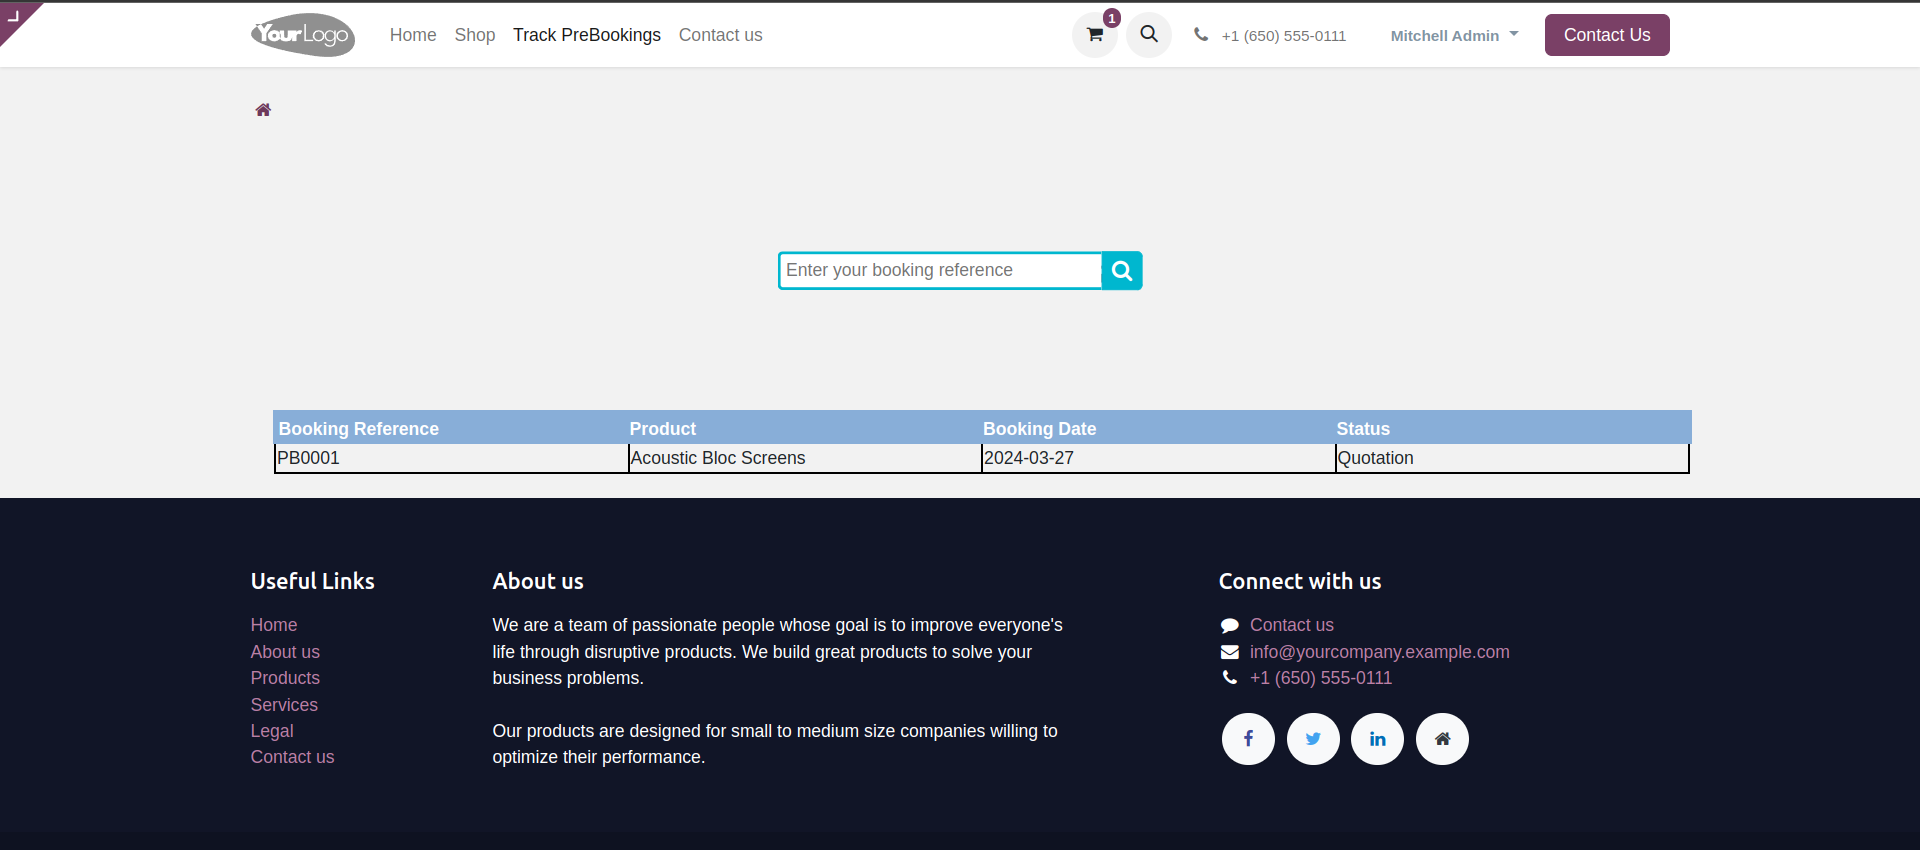 YourLogo Home Shop Track PreBookings Contact us 1 +1 (650) 555-0111 Mitchell Admin Contact Us
Enter your booking reference
Booking Reference Product Booking Date Status
PB0001 Acoustic Bloc Screens 2024-03-27 Quotation
Useful Links
Home
About us
Products
Services
Legal
Contact us
About us
We are a team of passionate people whose goal is to improve everyone's
life through disruptive products. We build great products to solve your
business problems.
Our products are designed for small to medium size companies willing to
optimize their performance.
Connect with us
Contact us
info@yourcompany.example.com
+1 (650) 555-0111